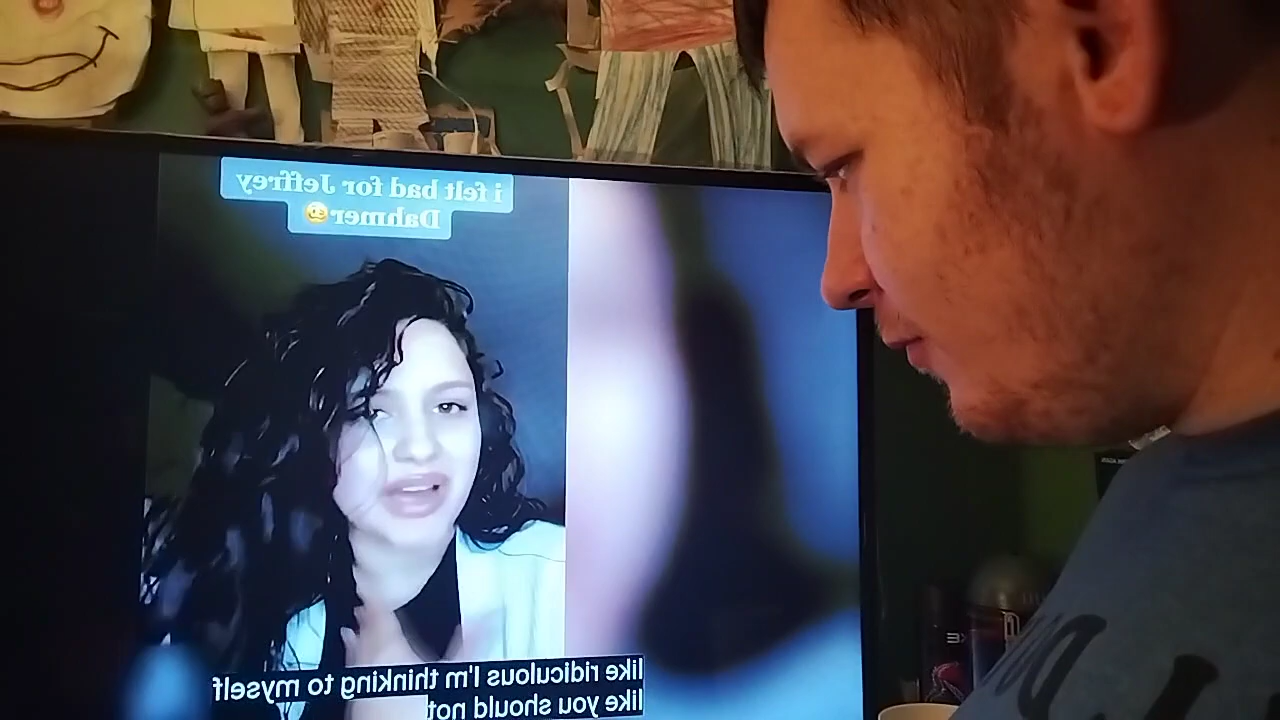 i felt bad for Jeffrey
Dahmer🥴
like ridiculous I'm thinking to myself
like you should not